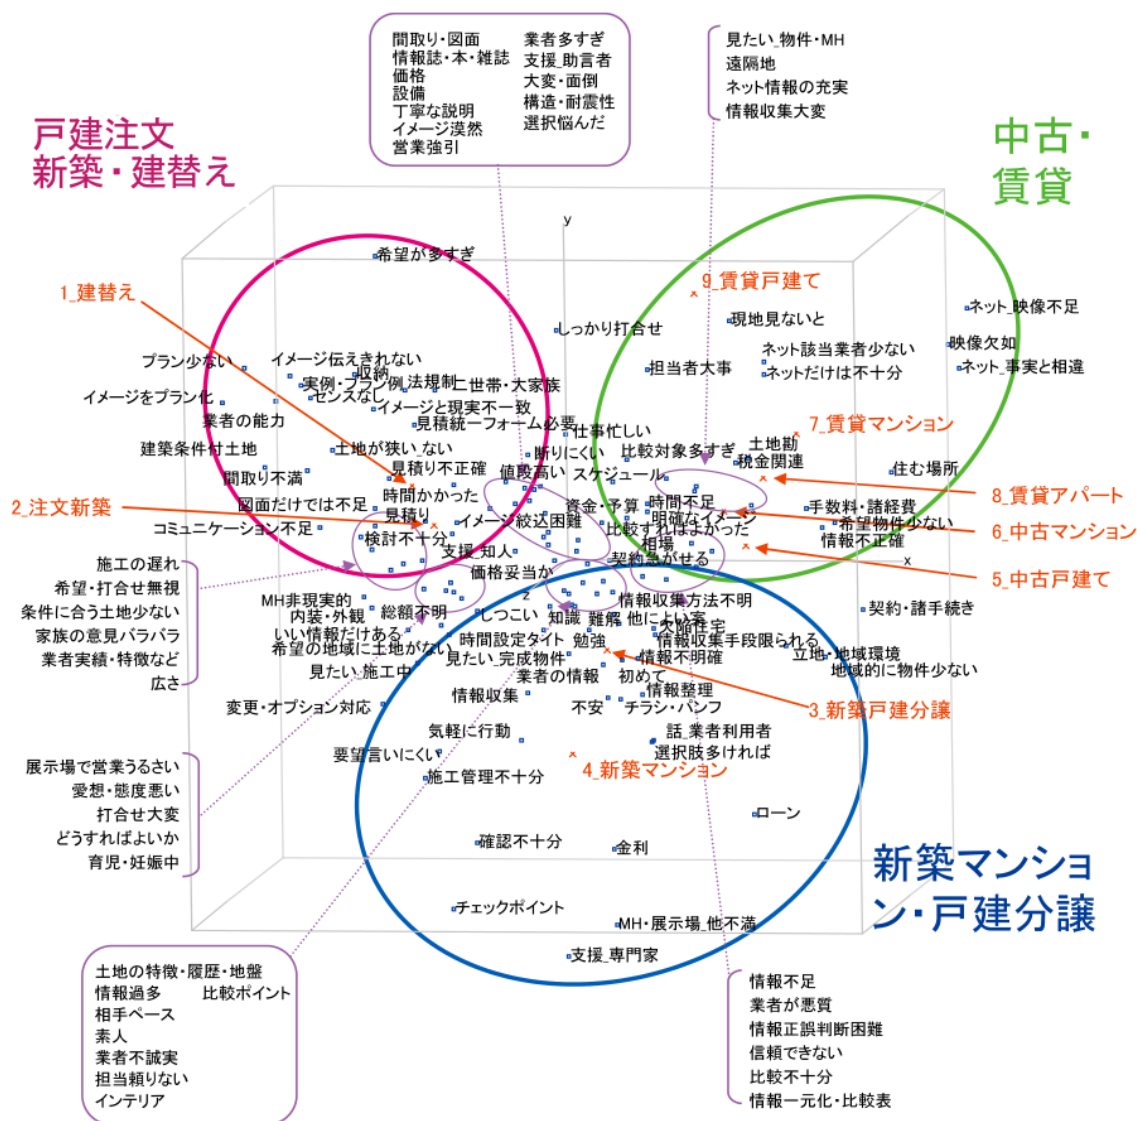 間取り・図面
情報誌・本・雑誌
価格
設備
丁寧な説明
イメージ漠然
営業強引
業者多すぎ
支援_助言者
大変・面倒
構造・耐震性
選択悩んだ
見たい_物件・MH
遠隔地
ネット情報の充実
情報収集大変
戸建注文
新築・建替え
中古・
賃貸
y
希望が多すぎ
1_建替え
9_賃貸戸建て
ネット_映像不足
しっかり打合せ
現地見ないと
映像欠如
プラン少ない
イメージ伝えきれない
収納
担当者大事
ネット該当業者少ない
ネットだけは不十分
ネット_事実と相違
実例・プラン例
法規制
二世帯・大家族
イメージをプラン化
センスなし
イメージと現実不一致
業者の能力
見積統一フォーム必要
仕事忙しい
7_賃貸マンション
建築条件付土地
土地が狭い_ない
断りにくい
比較対象多すぎ
土地勘
税金関連
間取り不満
見積り不正確
値段高い
スケジュール
住む場所
8_賃貸アパート
2_注文新築
図面だけでは不足
時間かかった
見積り
資金・予算
時間不足
手数料・諸経費
コミュニケーション不足
イメージ絞込困難
明確なイメージ
比較すればよかった
希望物件少ない
6_中古マンション
検討不十分
相場
情報不正確
支援_知人
契約急がせる
x
施工の遅れ
価格妥当か
5_中古戸建て
希望・打合せ無視
z
条件に合う土地少ない
MH非現実的
情報収集方法不明
契約・諸手続き
家族の意見バラバラ
内装・外観
総額不明
しつこい
知識
難解
他によい客
欠陥住宅
業者実績・特徴など
いい情報だけある
時間設定タイト
勉強
情報収集手段限られる
広さ
希望の地域に土地がない
見たい_完成物件
情報不明確
立地・地域環境
見たい_施工中
業者の情報
初めて
地域的に物件少ない
情報収集
情報整理
変更・オプション対応
不安
チラシ・パンフ
3_新築戸建分譲
気軽に行動
話_業者利用者
要望言いにくい
選択肢多ければ
展示場で営業うるさい
施工管理不十分
4_新築マンション
愛想・態度悪い
打合せ大変
ローン
どうすればよいか
確認不十分
金利
育児・妊娠中
新築マンショ
ン・戸建分譲
チェックポイント
MH・展示場_他不満
支援_専門家
土地の特徴・履歴・地盤
情報過多
比較ポイント
相手ペース
素人
業者不誠実
担当頼りない
インテリア
情報不足
業者が悪質
情報正誤判断困難
信頼できない
比較不十分
情報一元化・比較表